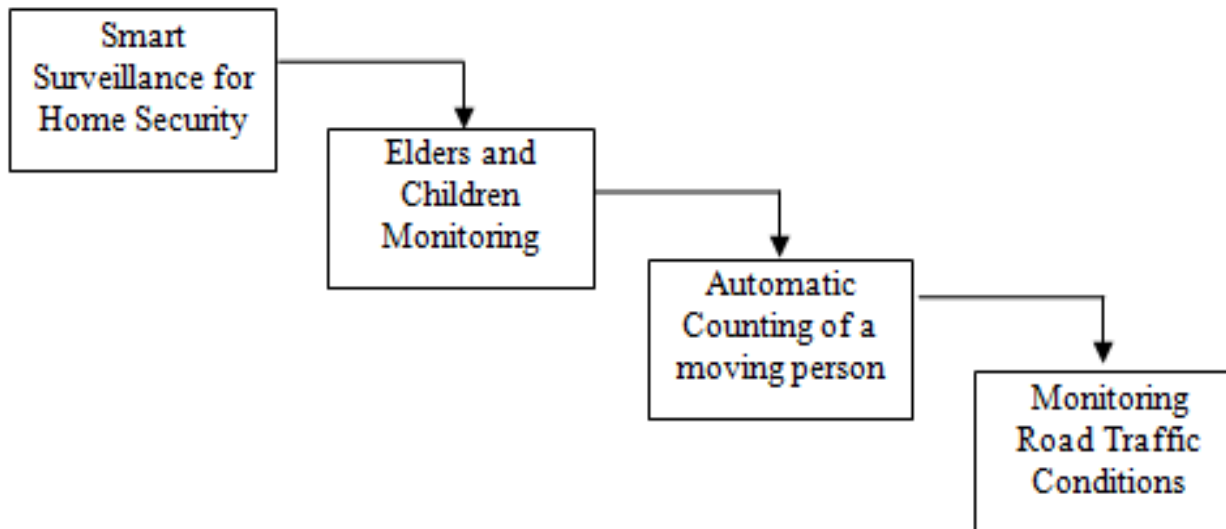 Smart
Surveillance for
Home Security
Elders and
Children
Monitoring
Automatic
Counting of a
moving person
Monitoring
Road Traffic
Conditions